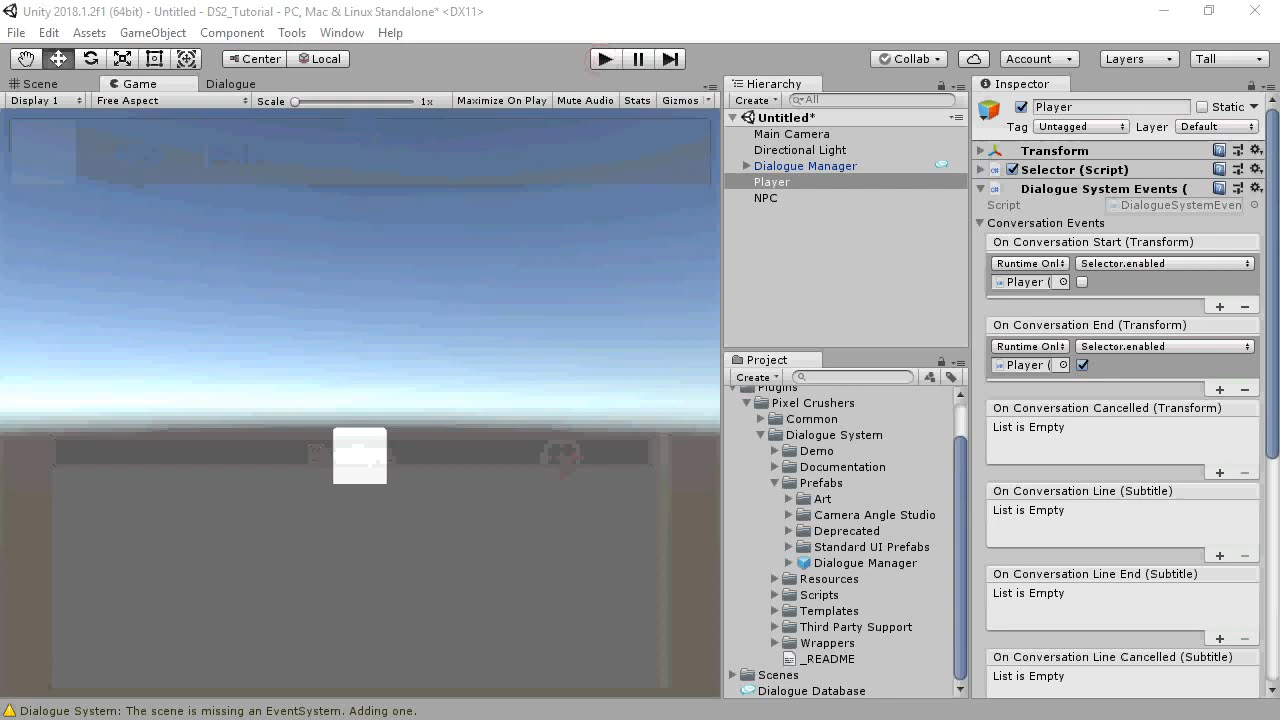 Unity 2018.1.2f1 (64bit) - Untitled - DS2_Tutorial - PC, Mac & Linux Standalone* <DX11>
File Edit Assets GameObject Component Tools Window Help
Center Local Collab Account Layers Tall
Scene Game Dialogue
Display 1 Free Aspect Scale 1x Maximize On Play Mute Audio Stats Gizmos
Hierarchy
Create All
Untitled*
Main Camera
Directional Light
Dialogue Manager
Player
NPC
Project
Create
Plugins
Pixel Crushers
Common
Dialogue System
Demo
Documentation
Prefabs
Art
Camera Angle Studio
Deprecated
Standard UI Prefabs
Dialogue Manager
Resources
Scripts
Templates
Third Party Support
Wrappers
_README
Scenes
Dialogue Database
Inspector
Player Static
Tag Untagged Layer Default
Transform
Selector (Script)
Dialogue System Events (
Script DialogueSystemEven
Conversation Events
On Conversation Start (Transform)
Runtime Onl Selector.enabled
Player (
On Conversation End (Transform)
Runtime Onl Selector.enabled
Player (
On Conversation Cancelled (Transform)
List is Empty
On Conversation Line (Subtitle)
List is Empty
On Conversation Line End (Subtitle)
List is Empty
On Conversation Line Cancelled (Subtitle)
List is Empty
Dialogue System: The scene is missing an EventSystem. Adding one.